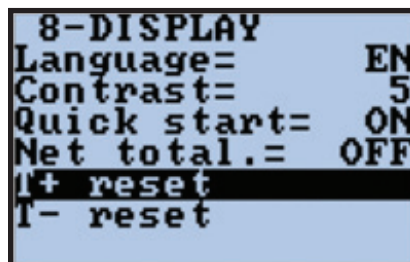 8-DISPLAY
Language= EN
Contrast= 5
Quick start= ON
Net total.= OFF
T+ reset
T- reset